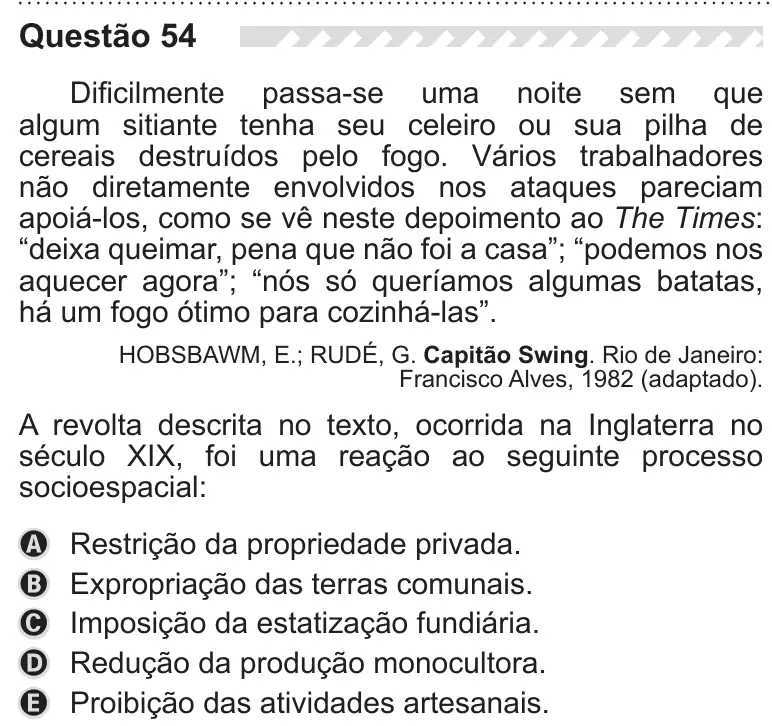 Questão 54
Dificilmente passa-se uma noite sem que
algum sitiante tenha seu celeiro ou sua pilha de
cereais destruídos pelo fogo. Vários trabalhadores
não diretamente envolvidos nos ataques pareciam
apoiá-los, como se vê neste depoimento ao The Times:
“deixa queimar, pena que não foi a casa”; “podemos nos
aquecer agora”; “nós só queríamos algumas batatas,
há um fogo ótimo para cozinhá-las”.
HOBSBAWM, E.; RUDÉ, G. Capitão Swing. Rio de Janeiro:
Francisco Alves, 1982 (adaptado).
A revolta descrita no texto, ocorrida na Inglaterra no
século XIX, foi uma reação ao seguinte processo
socioespacial:
A Restrição da propriedade privada.
B Expropriação das terras comunais.
C Imposição da estatização fundiária.
D Redução da produção monocultora.
E Proibição das atividades artesanais.